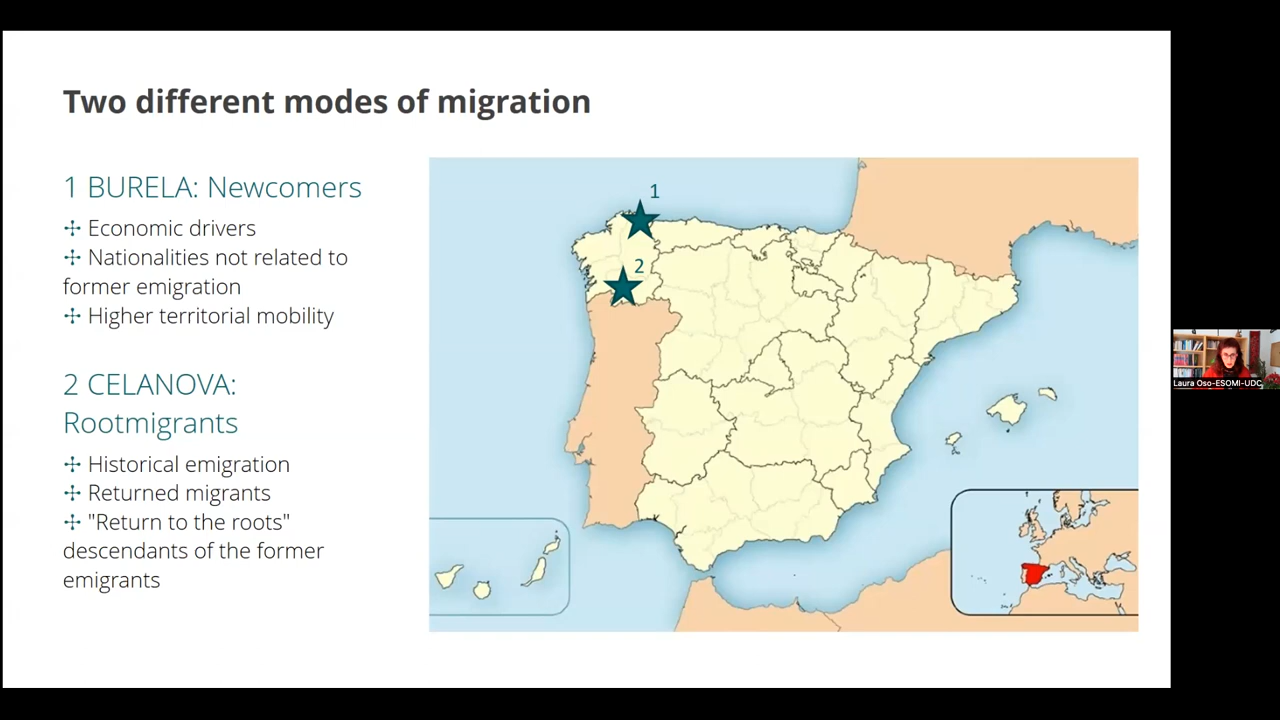 Two different modes of migration
1 BURELA: Newcomers
✢ Economic drivers
✢ Nationalities not related to
former emigration
✢ Higher territorial mobility
2 CELANOVA:
Rootmigrants
✢ Historical emigration
✢ Returned migrants
✢ "Return to the roots"
descendants of the former
emigrants
1
2
Laura Oso-ESOMI-UDC